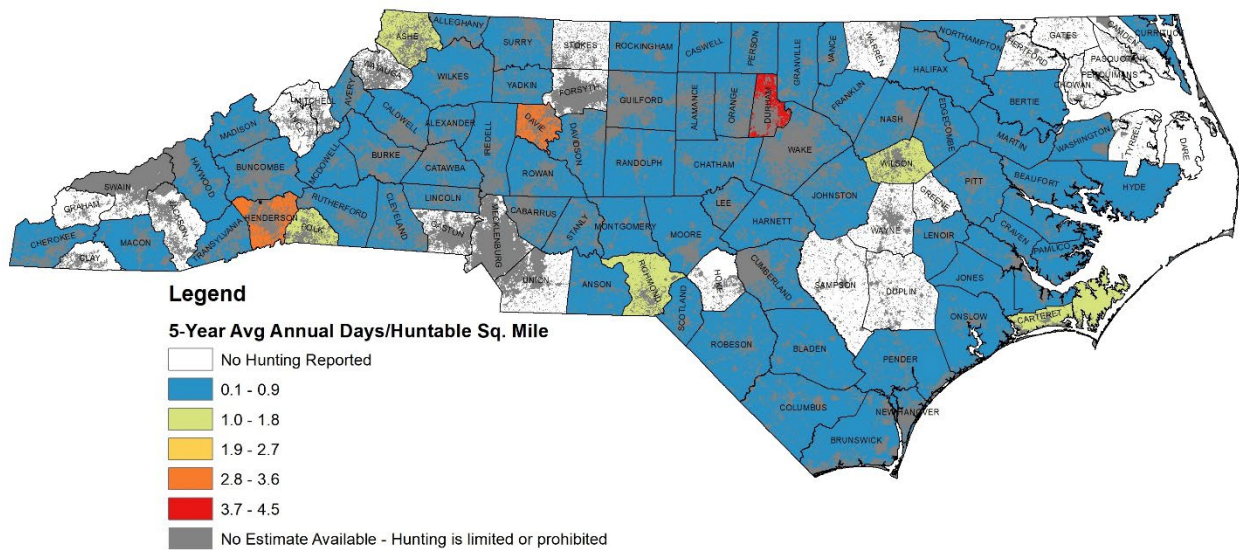 ALLEGHANY
ASHE
SURRY
STOKES
ROCKINGHAM
CASWELL
PERSON
GRANVILLE
VANCE
WARREN
NORTHAMPTON
HERTFORD
GATES
CAMDEN
CURRITUCK
PASQUOTANK
PERQUIMANS
CHOWAN
WATAUGA
WILKES
YADKIN
FORSYTH
GUILFORD
ALAMANCE
ORANGE
DURHAM
FRANKLIN
HALIFAX
BERTIE
MITCHELL
AVERY
CALDWELL
ALEXANDER
IREDELL
DAVIE
DAVIDSON
RANDOLPH
CHATHAM
WAKE
NASH
EDGECOMBE
MARTIN
WASHINGTON
TYRRELL
DARE
MADISON
BUNCOMBE
MCDOWELL
BURKE
CATAWBA
ROWAN
WILSON
PITT
BEAUFORT
HYDE
SWAIN
HAYWOOD
RUTHERFORD
CLEVELAND
LINCOLN
CABARRUS
STANLY
MONTGOMERY
MOORE
LEE
HARNETT
JOHNSTON
GREENE
WAYNE
LENOIR
CRAVEN
PAMLICO
GRAHAM
JACKSON
CHEROKEE
MACON
CLAY
TRANSYLVANIA
HENDERSON
POLK
GASTON
MECKLENBURG
UNION
ANSON
RICHMOND
SCOTLAND
HOKE
CUMBERLAND
SAMPSON
DUPLIN
JONES
ONSLOW
CARTERET
ROBESON
BLADEN
PENDER
COLUMBUS
NEW HANOVER
BRUNSWICK
Legend
5-Year Avg Annual Days/Huntable Sq. Mile
No Hunting Reported
0.1 - 0.9
1.0 - 1.8
1.9 - 2.7
2.8 - 3.6
3.7 - 4.5
No Estimate Available - Hunting is limited or prohibited